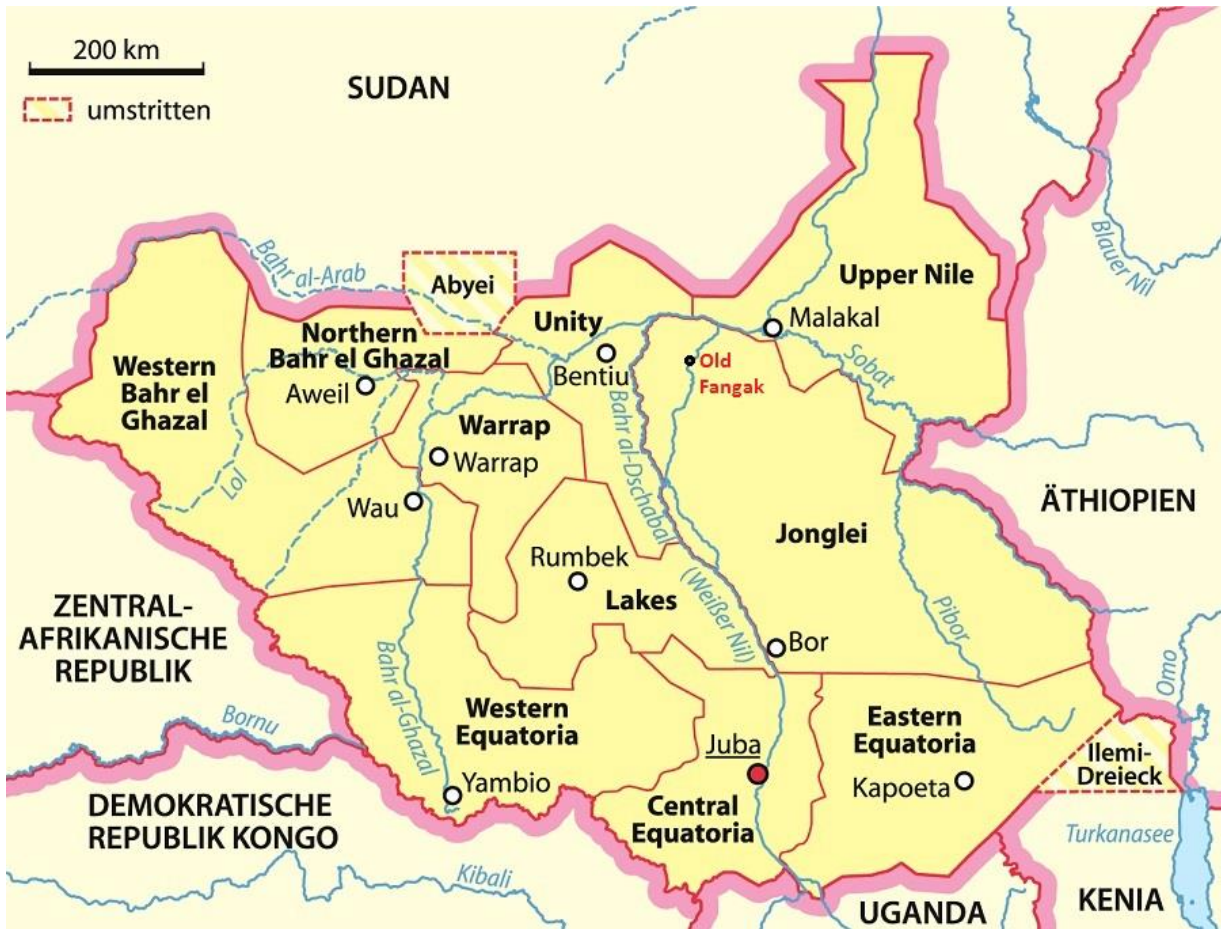 200 km
umstritten
SUDAN
Blauer Nil
Bahr al-Arab
Abyei
Upper Nile
Unity
Malakal
Northern
Bahr el Ghazal
Western
Bahr el
Ghazal
Aweil
Bentiu
Old
Fangak
Sobat
Warrap
Warrap
Bahr al-Dschabal
Lol
Wau
ÄTHIOPIEN
Jonglei
Rumbek
Lakes
(Weißer Nil)
ZENTRAL-
AFRIKANISCHE
REPUBLIK
Pibor
Bor
Omo
Bahr al-Ghazal
Bornu
Western
Equatoria
Eastern
Equatoria
Juba
Ilemi-
Dreieck
Kapoeta
Yambio
DEMOKRATISCHE
REPUBLIK KONGO
Central
Equatoria
Turkanasee
Kibali
KENIA
UGANDA